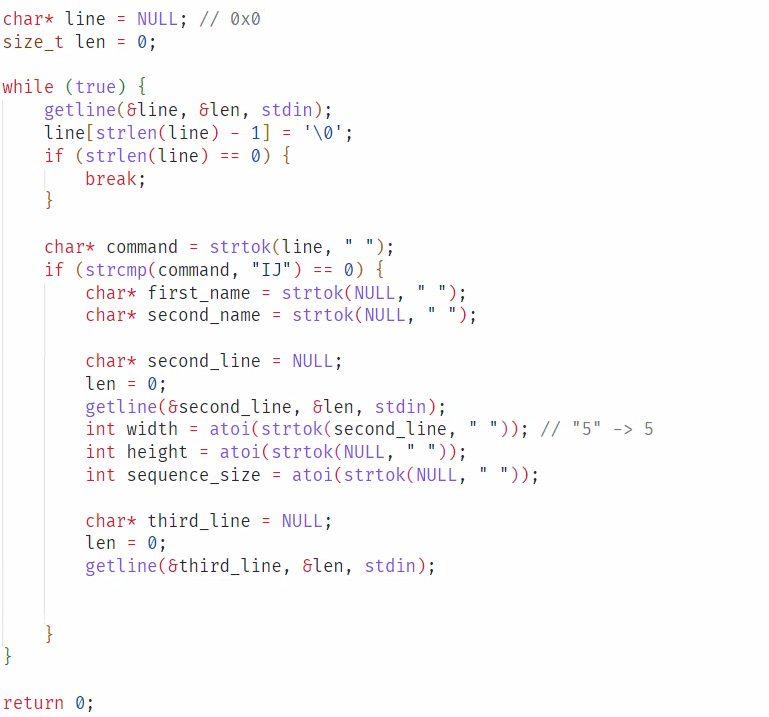 char* line = NULL; // 0x0
size_t len = 0;

while (true) {
    getline(&line, &len, stdin);
    line[strlen(line) - 1] = '\0';
    if (strlen(line) == 0) {
        break;
    }

    char* command = strtok(line, " ");
    if (strcmp(command, "IJ") == 0) {
        char* first_name = strtok(NULL, " ");
        char* second_name = strtok(NULL, " ");

        char* second_line = NULL;
        len = 0;
        getline(&second_line, &len, stdin);
        int width = atoi(strtok(second_line, " ")); // "5" -> 5
        int height = atoi(strtok(NULL, " "));
        int sequence_size = atoi(strtok(NULL, " "));

        char* third_line = NULL;
        len = 0;
        getline(&third_line, &len, stdin);


    }
}

return 0;